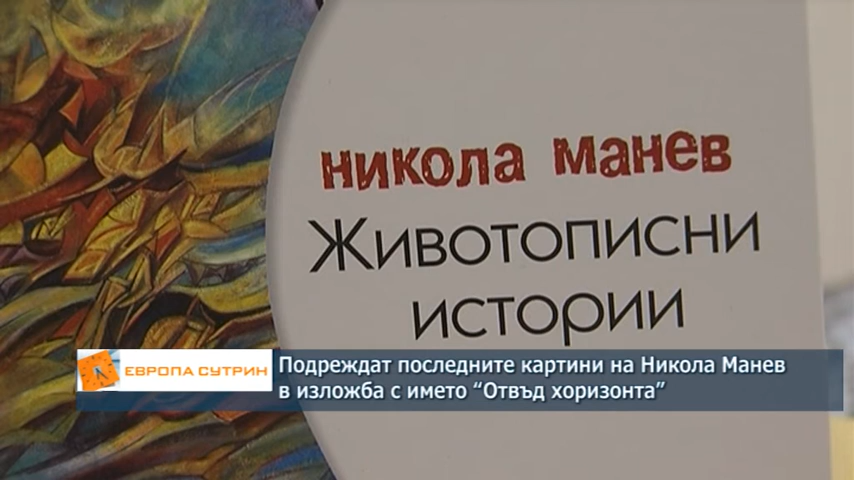 никола манев
Животописни
истории
ЕВРОПА СУТРИН
Подреждат последните картини на Никола Манев
в изложба с името “Отвъд хоризонта”